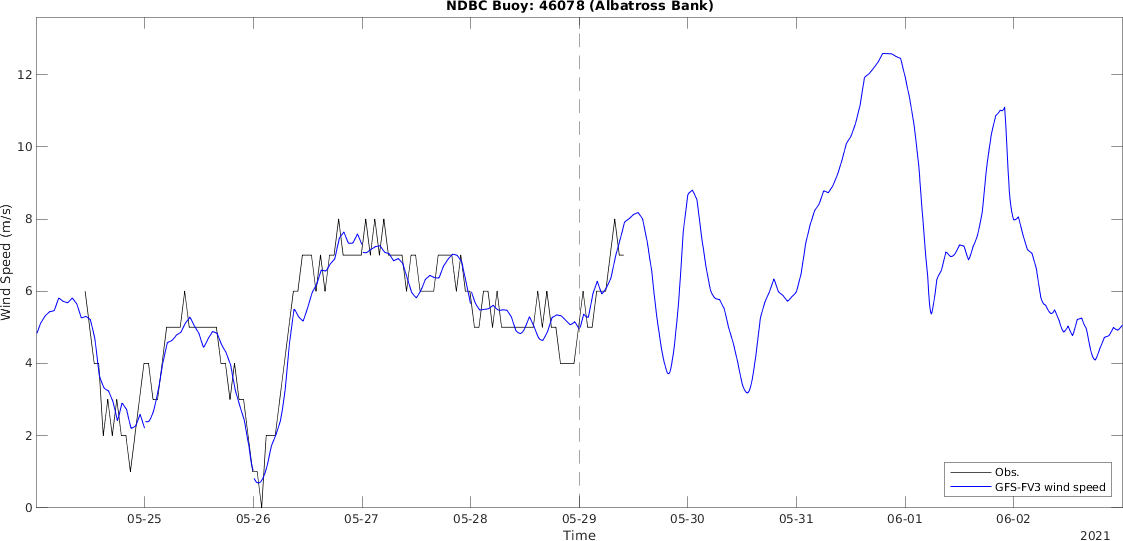 NDBC Buoy: 46078 (Albatross Bank)
12
10
8
6
4
2
0
Wind Speed (m/s)
Obs.
GFS-FV3 wind speed
05-25 05-26 05-27 05-28 05-29 05-30 05-31 06-01 06-02
Time
2021